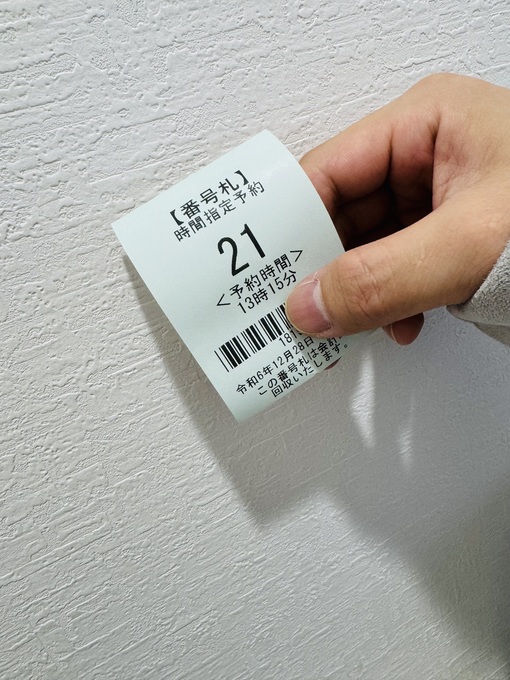 【番号札】
時間指定予約
21
<予約時間>
13時15分
令和6年12月28日
この番号札は
回収いたします。